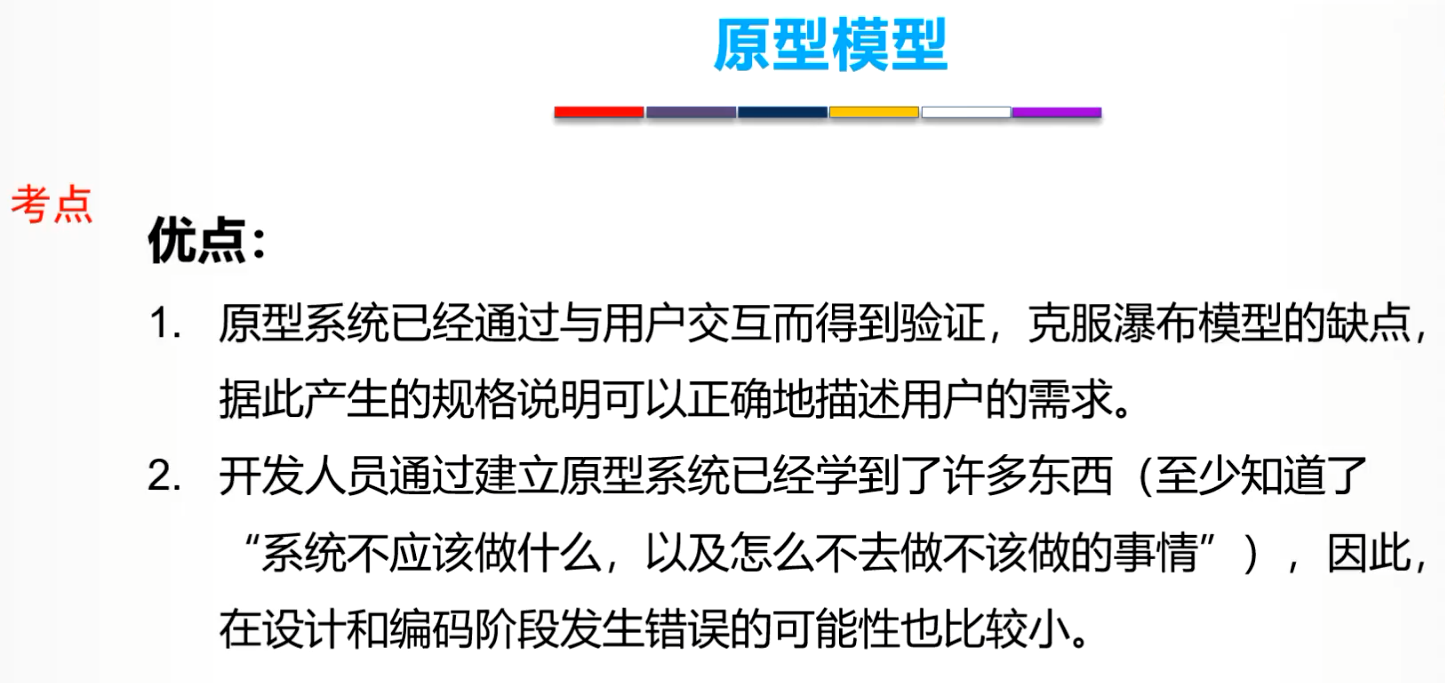 原型模型
考点
优点：
1. 原型系统已经通过与用户交互而得到验证，克服瀑布模型的缺点，
据此产生的规格说明可以正确地描述用户的需求。
2. 开发人员通过建立原型系统已经学到了许多东西（至少知道了
“系统不应该做什么，以及怎么不去做不该做的事情”），因此，
在设计和编码阶段发生错误的可能性也比较小。